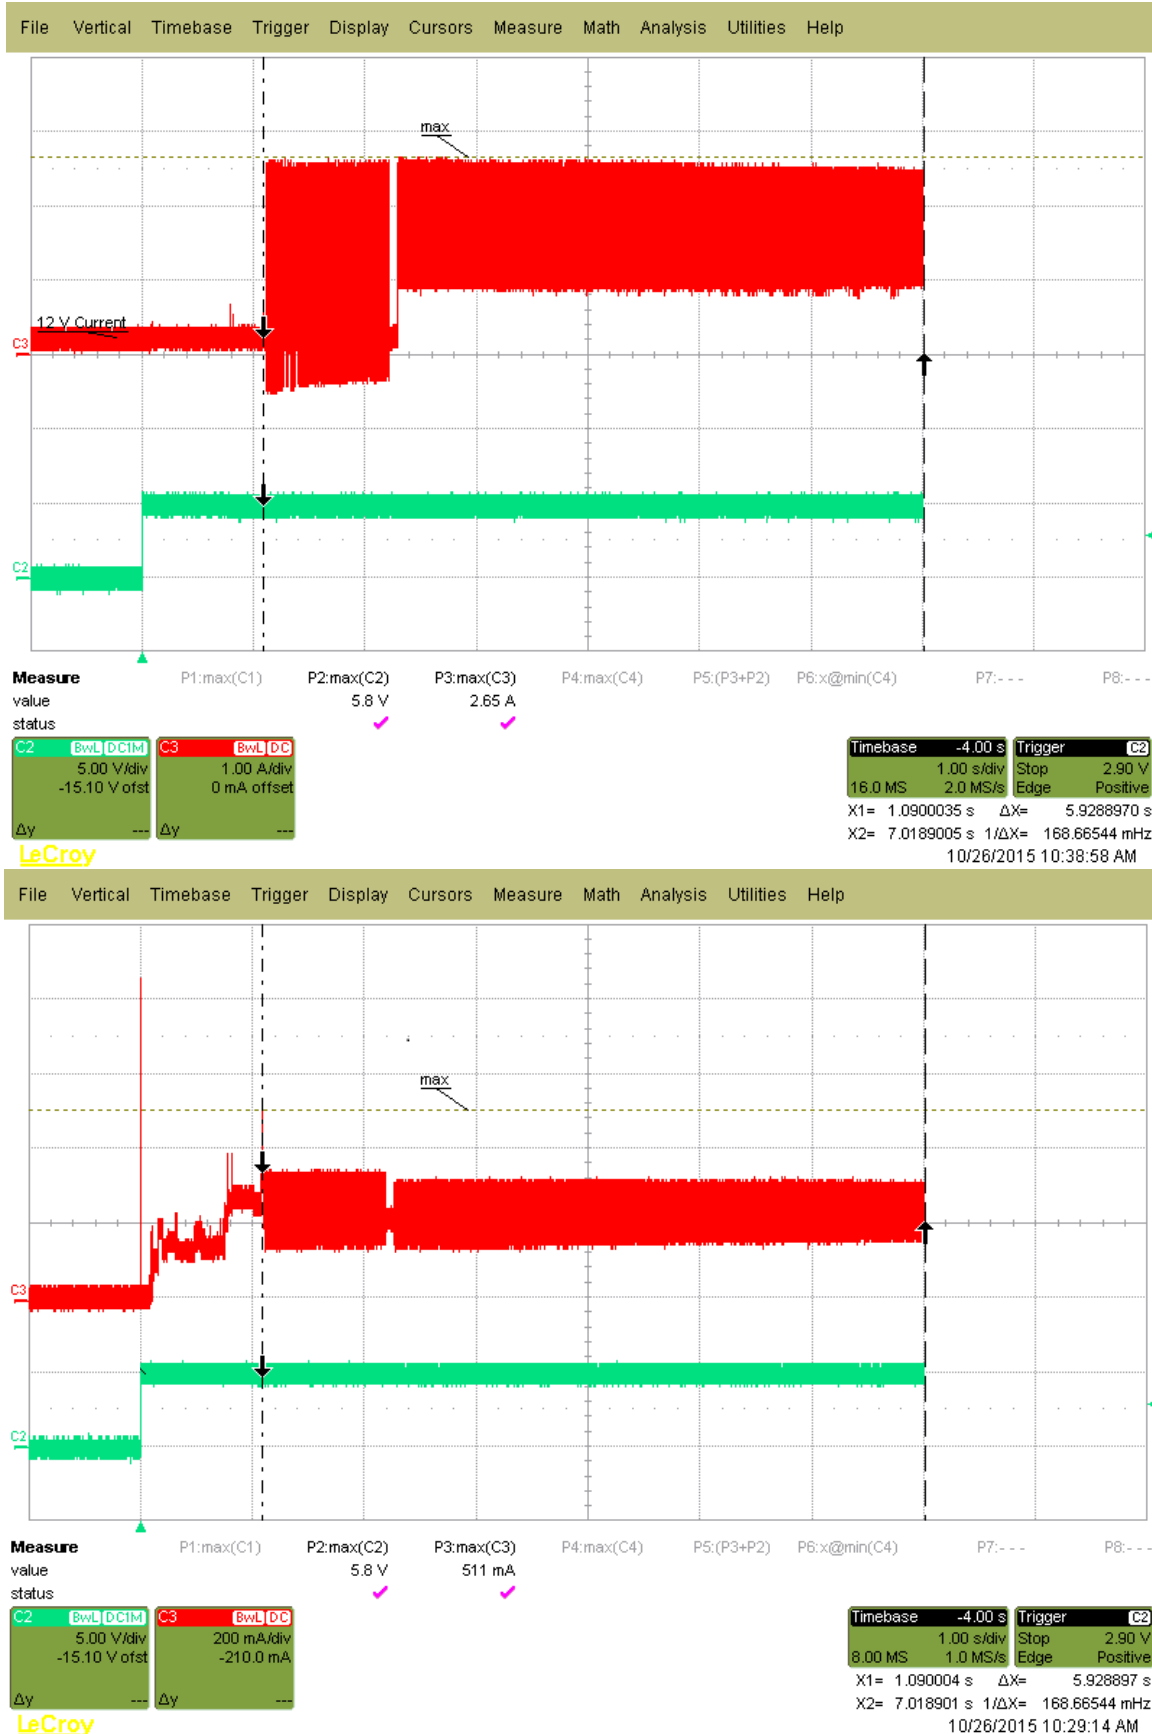 File Vertical Timebase Trigger Display Cursors Measure Math Analysis Utilities Help
max
12 V Current
C3
C2
Measure P1:max(C1) P2:max(C2) P3:max(C3) P4:max(C4) P5:(P3+P2) P6:x@min(C4) P7:- - - P8:- - -
value 5.8 V 2.65 A
status
C2 BwL DC1M C3 BwL DC Timebase -4.00 s Trigger C2
5.00 V/div 1.00 A/div 1.00 s/div Stop 2.90 V
-15.10 V ofst 0 mA offset 16.0 MS 2.0 MS/s Edge Positive
X1= 1.0900035 s ΔX= 5.9288970 s
Δy --- Δy --- X2= 7.0189005 s 1/ΔX= 168.66544 mHz
LeCroy 10/26/2015 10:38:58 AM
File Vertical Timebase Trigger Display Cursors Measure Math Analysis Utilities Help
max
C3
C2
Measure P1:max(C1) P2:max(C2) P3:max(C3) P4:max(C4) P5:(P3+P2) P6:x@min(C4) P7:- - - P8:- - -
value 5.8 V 511 mA
status
C2 BwL DC1M C3 BwL DC Timebase -4.00 s Trigger C2
5.00 V/div 200 mA/div 1.00 s/div Stop 2.90 V
-15.10 V ofst -210.0 mA 8.00 MS 1.0 MS/s Edge Positive
X1= 1.090004 s ΔX= 5.928897 s
Δy --- Δy --- X2= 7.018901 s 1/ΔX= 168.66544 mHz
LeCroy 10/26/2015 10:29:14 AM